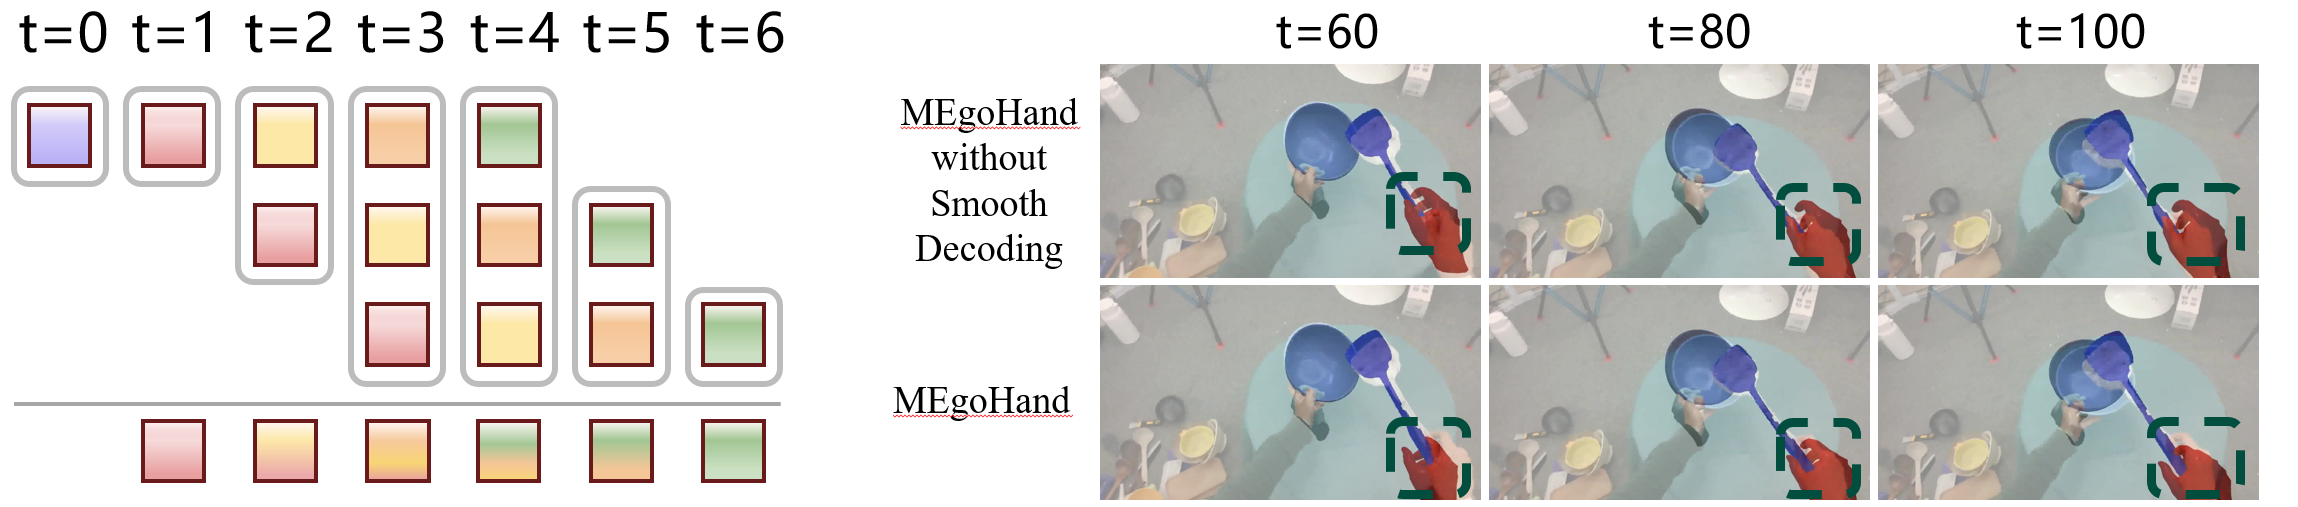 t=0 t=1 t=2 t=3 t=4 t=5 t=6
t=60 t=80 t=100
MEgoHand
without
Smooth
Decoding
MEgoHand